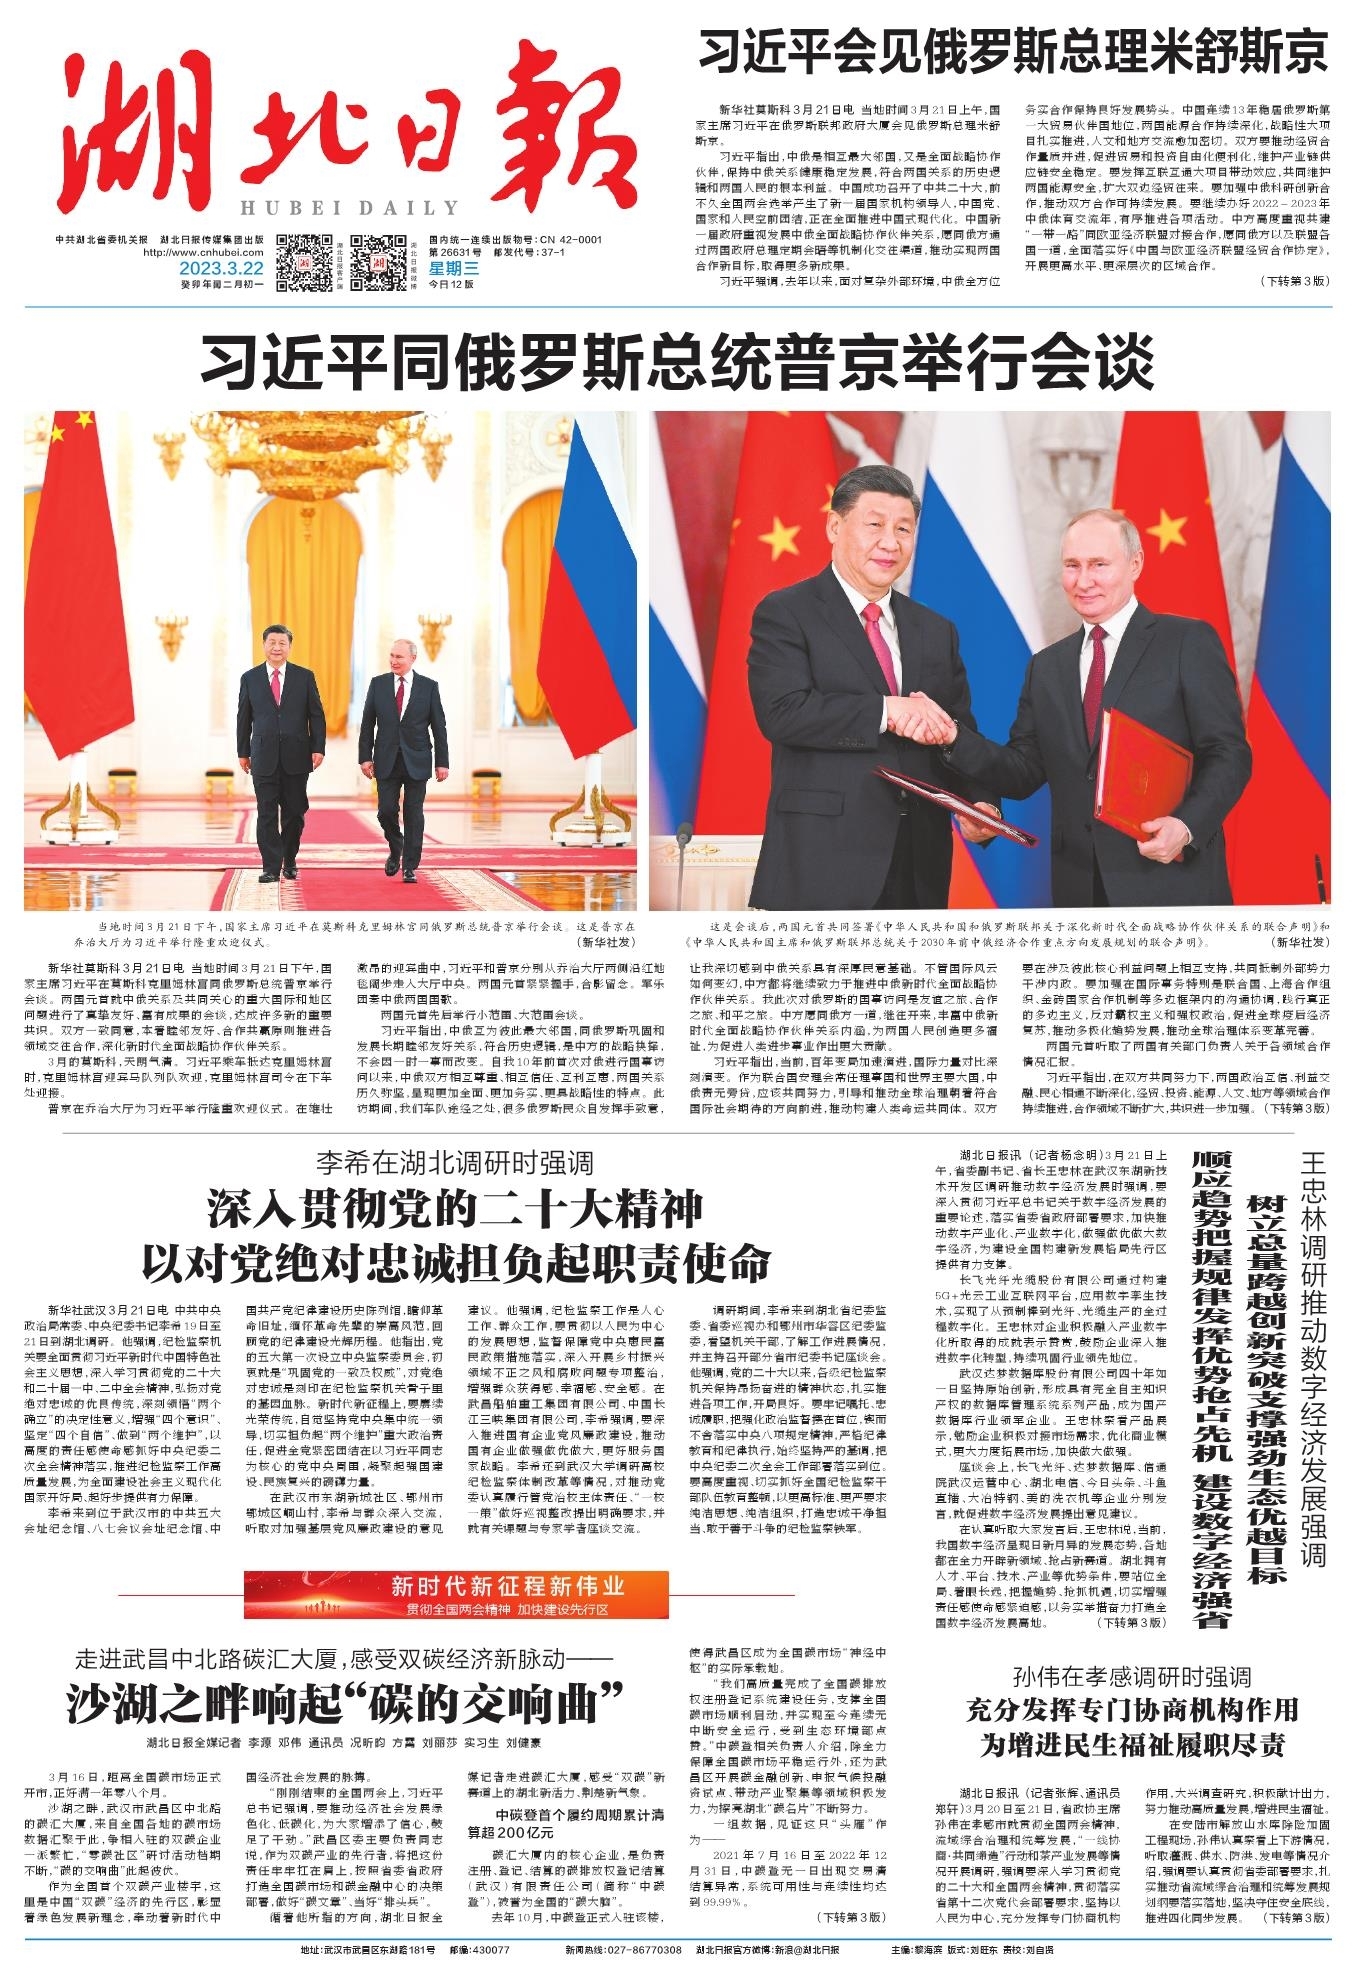 湖北日報
HUBEI DAILY
中共湖北省委机关报 湖北日报传媒集团出版
http://www.cnhubei.com
2023.3.22
癸卯年闰二月初一
湖北日报客户端
湖北日报微博
国内统一连续出版物号:CN 42-0001
第26631号 邮发代号:37-1
星期三
今日12版
习近平会见俄罗斯总理米舒斯京
新华社莫斯科3月21日电 当地时间3月21日上午,国
家主席习近平在俄罗斯联邦政府大厦会见俄罗斯总理米舒
斯京。
习近平指出,中俄是相互最大邻国,又是全面战略协作
伙伴,保持中俄关系健康稳定发展,符合两国关系的历史逻
辑和两国人民的根本利益。中国成功召开了中共二十大,前
不久全国两会选举产生了新一届国家机构领导人,中国党、
国家和人民空前团结,正在全面推进中国式现代化。中国新
一届政府重视发展中俄全面战略协作伙伴关系,愿同俄方通
过两国政府总理定期会晤等机制化交往渠道,推动实现两国
合作新目标,取得更多新成果。
习近平强调,去年以来,面对复杂外部环境,中俄全方位
务实合作保持良好发展势头。中国连续13年稳居俄罗斯第
一大贸易伙伴国地位,两国能源合作持续深化,战略性大项
目扎实推进,人文和地方交流愈加密切。双方要推动经贸合
作量质并进,促进贸易和投资自由化便利化,维护产业链供
应链安全稳定。要发挥互联互通大项目带动效应,共同维护
两国能源安全,扩大双边经贸往来。要加强中俄科研创新合
作,推动双方合作可持续发展。要继续办好2022-2023年
中俄体育交流年,有序推进各项活动。中方高度重视共建
“一带一路”同欧亚经济联盟对接合作,愿同俄方以及联盟各
国一道,全面落实好《中国与欧亚经济联盟经贸合作协定》,
开展更高水平、更深层次的区域合作。
(下转第3版)
习近平同俄罗斯总统普京举行会谈
当地时间3月21日下午,国家主席习近平在莫斯科克里姆林宫同俄罗斯总统普京举行会谈。这是普京在
乔治大厅为习近平举行隆重欢迎仪式。 (新华社发)
这是会谈后,两国元首共同签署《中华人民共和国和俄罗斯联邦关于深化新时代全面战略协作伙伴关系的联合声明》和
《中华人民共和国主席和俄罗斯联邦总统关于2030年前中俄经济合作重点方向发展规划的联合声明》。 (新华社发)
新华社莫斯科3月21日电 当地时间3月21日下午,国
家主席习近平在莫斯科克里姆林宫同俄罗斯总统普京举行
会谈。两国元首就中俄关系及共同关心的重大国际和地区
问题进行了真挚友好、富有成果的会谈,达成许多新的重要
共识。双方一致同意,本着睦邻友好、合作共赢原则推进各
领域交往合作,深化新时代全面战略协作伙伴关系。
3月的莫斯科,天朗气清。习近平乘车抵达克里姆林宫
时,克里姆林宫迎宾马队列队欢迎,克里姆林宫司令在下车
处迎接。
普京在乔治大厅为习近平举行隆重欢迎仪式。在雄壮
激昂的迎宾曲中,习近平和普京分别从乔治大厅两侧沿红地
毯阔步走入大厅中央。两国元首紧紧握手,合影留念。军乐
团奏中俄两国国歌。
两国元首先后举行小范围、大范围会谈。
习近平指出,中俄互为彼此最大邻国,同俄罗斯巩固和
发展长期睦邻友好关系,符合历史逻辑,是中方的战略抉择,
不会因一时一事而改变。自我10年前首次对俄进行国事访
问以来,中俄双方相互尊重、相互信任、互利互惠,两国关系
历久弥坚,呈现更加全面、更加务实、更具战略性的特点。此
访期间,我们车队途经之处,很多俄罗斯民众自发挥手致意,
让我深切感到中俄关系具有深厚民意基础。不管国际风云
如何变幻,中方都将继续致力于推进中俄新时代全面战略协
作伙伴关系。我此次对俄罗斯的国事访问是友谊之旅、合作
之旅、和平之旅。中方愿同俄方一道,继往开来,丰富中俄新
时代全面战略协作伙伴关系内涵,为两国人民创造更多福
祉,为促进人类进步事业作出更大贡献。
习近平指出,当前,百年变局加速演进,国际力量对比深
刻演变。作为联合国安理会常任理事国和世界主要大国,中
俄责无旁贷,应该共同努力,引导和推动全球治理朝着符合
国际社会期待的方向前进,推动构建人类命运共同体。双方
要在涉及彼此核心利益问题上相互支持,共同抵制外部势力
干涉内政。要加强在国际事务特别是联合国、上海合作组
织、金砖国家合作机制等多边框架内的沟通协调,践行真正
的多边主义,反对霸权主义和强权政治,促进全球疫后经济
复苏,推动多极化趋势发展,推动全球治理体系变革完善。
两国元首听取了两国有关部门负责人关于各领域合作
情况汇报。
习近平指出,在双方共同努力下,两国政治互信、利益交
融、民心相通不断深化,经贸、投资、能源、人文、地方等领域合作
持续推进,合作领域不断扩大,共识进一步加强。(下转第3版)
李希在湖北调研时强调
深入贯彻党的二十大精神
以对党绝对忠诚担负起职责使命
新华社武汉3月21日电 中共中央
政治局常委、中央纪委书记李希19日至
21日到湖北调研。他强调,纪检监察机
关要全面贯彻习近平新时代中国特色社
会主义思想,深入学习贯彻党的二十大
和二十届一中、二中全会精神,弘扬对党
绝对忠诚的优良传统,深刻领悟“两个
确立”的决定性意义,增强“四个意识”、
坚定“四个自信”、做到“两个维护”,以
高度的责任感使命感抓好中央纪委二
次全会精神落实,推进纪检监察工作高
质量发展,为全面建设社会主义现代化
国家开好局、起好步提供有力保障。
李希来到位于武汉市的中共五大
会址纪念馆、八七会议会址纪念馆、中
国共产党纪律建设历史陈列馆,瞻仰革
命旧址,缅怀革命先辈的崇高风范,回
顾党的纪律建设光辉历程。他指出,党
的五大第一次设立中央监察委员会,初
衷就是“巩固党的一致及权威”,对党绝
对忠诚是刻印在纪检监察机关骨子里
的基因血脉。新时代新征程上,要赓续
光荣传统,自觉坚持党中央集中统一领
导,切实担负起“两个维护”重大政治责
任,促进全党紧密团结在以习近平同志
为核心的党中央周围,凝聚起强国建
设、民族复兴的磅礴力量。
在武汉市东湖新城社区、鄂州市
鄂城区峒山村,李希与群众深入交流,
听取对加强基层党风廉政建设的意见
建议。他强调,纪检监察工作是人心
工作、群众工作,要贯彻以人民为中心
的发展思想,监督保障党中央惠民富
民政策措施落实,深入开展乡村振兴
领域不正之风和腐败问题专项整治,
增强群众获得感、幸福感、安全感。在
武昌船舶重工集团有限公司、中国长
江三峡集团有限公司,李希强调,要深
入推进国有企业党风廉政建设,推动
国有企业做强做优做大,更好服务国
家战略。李希还到武汉大学调研高校
纪检监察体制改革等情况,对推动党
委认真履行管党治校主体责任、“一校
一策”做好巡视整改提出明确要求,并
就有关课题与专家学者座谈交流。
调研期间,李希来到湖北省纪委监
委、省委巡视办和鄂州市华容区纪委监
委,看望机关干部,了解工作进展情况,
并主持召开部分省市纪委书记座谈会。
他强调,党的二十大以来,各级纪检监察
机关保持昂扬奋进的精神状态,扎实推
进各项工作,开局良好。要牢记嘱托、忠
诚履职,把强化政治监督摆在首位,锲而
不舍落实中央八项规定精神,严格纪律
教育和纪律执行,始终坚持严的基调,把
中央纪委二次全会工作部署落实到位。
要高度重视、切实抓好全国纪检监察干
部队伍教育整顿,以更高标准、更严要求
纯洁思想、纯洁组织,打造忠诚干净担
当、敢于善于斗争的纪检监察铁军。
湖北日报讯(记者杨念明)3月21日上
午,省委副书记、省长王忠林在武汉东湖新技
术开发区调研推动数字经济发展时强调,要
深入贯彻习近平总书记关于数字经济发展的
重要论述,落实省委省政府部署要求,加快推
动数字产业化、产业数字化,做强做优做大数
字经济,为建设全国构建新发展格局先行区
提供有力支撑。
长飞光纤光缆股份有限公司通过构建
5G+光云工业互联网平台,应用数字孪生技
术,实现了从预制棒到光纤、光缆生产的全过
程数字化。王忠林对企业积极融入产业数字
化所取得的成就表示赞赏,鼓励企业深入推
进数字化转型,持续巩固行业领先地位。
武汉达梦数据库股份有限公司四十年如
一日坚持原始创新,形成具有完全自主知识
产权的数据库管理系统系列产品,成为国产
数据库行业领军企业。王忠林察看产品展
示,勉励企业积极对接市场需求,优化商业模
式,更大力度拓展市场,加快做大做强。
座谈会上,长飞光纤、达梦数据库、信通
院武汉运营中心、湖北电信、今日头条、斗鱼
直播、大冶特钢、美的洗衣机等企业分别发
言,就促进数字经济发展提出意见建议。
在认真听取大家发言后,王忠林说,当前,
我国数字经济呈现日新月异的发展态势,各地
都在全力开辟新领域、抢占新赛道。湖北拥有
人才、平台、技术、产业等优势条件,要站位全
局、着眼长远,把握趋势、抢抓机遇,切实增强
责任感使命感紧迫感,以务实举措奋力打造全
国数字经济发展高地。 (下转第3版)
王忠林调研推动数字经济发展强调
树立总量跨越创新突破支撑强劲生态优越目标
顺应趋势把握规律发挥优势抢占先机 建设数字经济强省
新时代新征程新伟业
贯彻全国两会精神 加快建设先行区
走进武昌中北路碳汇大厦,感受双碳经济新脉动——
沙湖之畔响起“碳的交响曲”
湖北日报全媒记者 李源 邓伟 通讯员 况昕昀 方霭 刘丽莎 实习生 刘健豪
3月16日,距离全国碳市场正式
开市,正好满一年零八个月。
沙湖之畔,武汉市武昌区中北路
的碳汇大厦,来自全国各地的碳市场
数据汇聚于此,争相入驻的双碳企业
一派繁忙,“零碳社区”研讨活动档期
不断,“碳的交响曲”此起彼伏。
作为全国首个双碳产业楼宇,这
里是中国“双碳”经济的先行区,彰显
着绿色发展新理念,牵动着新时代中
国经济社会发展的脉搏。
“刚刚结束的全国两会上,习近平
总书记强调,要推动经济社会发展绿
色化、低碳化,为大家增添了信心,鼓
足了干劲。”武昌区委主要负责同志
说,作为双碳产业的先行者,将把这份
责任牢牢扛在肩上,按照省委省政府
打造全国碳市场和碳金融中心的决策
部署,做好“碳文章”、当好“排头兵”。
循着他所指的方向,湖北日报全
媒记者走进碳汇大厦,感受“双碳”新
赛道上的湖北新活力、荆楚新气象。
中碳登首个履约周期累计清
算超200亿元
碳汇大厦内的核心企业,是负责
注册、登记、结算的碳排放权登记结算
(武汉)有限责任公司(简称“中碳
登”),被誉为全国的“碳大脑”。
去年10月,中碳登正式入驻该楼,
使得武昌区成为全国碳市场“神经中
枢”的实际承载地。
“我们高质量完成了全国碳排放
权注册登记系统建设任务,支撑全国
碳市场顺利启动,并实现至今连续无
中断安全运行,受到生态环境部点
赞。”中碳登相关负责人介绍,除全力
保障全国碳市场平稳运行外,还为武
昌区开展碳金融创新、申报气候投融
资试点、带动产业聚集等领域积极发
力,为擦亮湖北“碳名片”不断努力。
一组数据,见证这只“头雁”作
为——
2021年7月16日至2022年12
月31日,中碳登无一日出现交易清
结算异常,系统可用性与连续性均达
到99.99%。
(下转第3版)
孙伟在孝感调研时强调
充分发挥专门协商机构作用
为增进民生福祉履职尽责
湖北日报讯(记者张辉、通讯员
郑轩)3月20日至21日,省政协主席
孙伟在孝感市就贯彻全国两会精神,
流域综合治理和统筹发展,“一线协
商·共同缔造”行动和茶产业发展等情
况开展调研,强调要深入学习贯彻党
的二十大和全国两会精神,贯彻落实
省第十二次党代会部署要求,坚持以
人民为中心,充分发挥专门协商机构
作用,大兴调查研究,积极献计出力,
努力推动高质量发展,增进民生福祉。
在安陆市解放山水库除险加固
工程现场,孙伟认真察看上下游情况,
听取灌溉、供水、防洪、发电等情况介
绍,强调要认真贯彻省委部署要求,扎
实推动省流域综合治理和统筹发展规
划纲要落实落地,坚决守住安全底线,
推进四化同步发展。 (下转第3版)
地址:武汉市武昌区东湖路181号 邮编:430077 新闻热线:027-86770308 湖北日报官方微博:新浪@湖北日报 主编:黎海滨 版式:刘旺东 责校:刘自贤